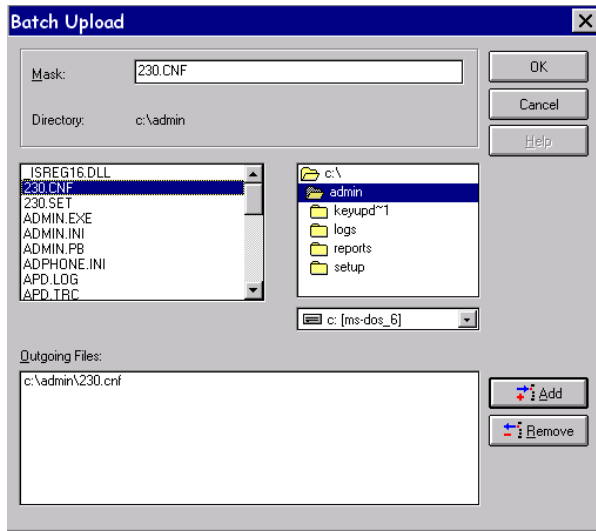 Batch Upload
Mask:
230.CNF
OK
Directory:
c:\admin
Cancel
Help
_ISREG16.DLL
230.CNF
230.SET
ADMIN.EXE
ADMIN.INI
ADMIN.PB
ADPHONE.INI
APD.LOG
APD.TRC
c:\
admin
keyupd~1
logs
reports
setup
c: [ms-dos_6]
Outgoing Files:
c:\admin\230.cnf
Add
Remove